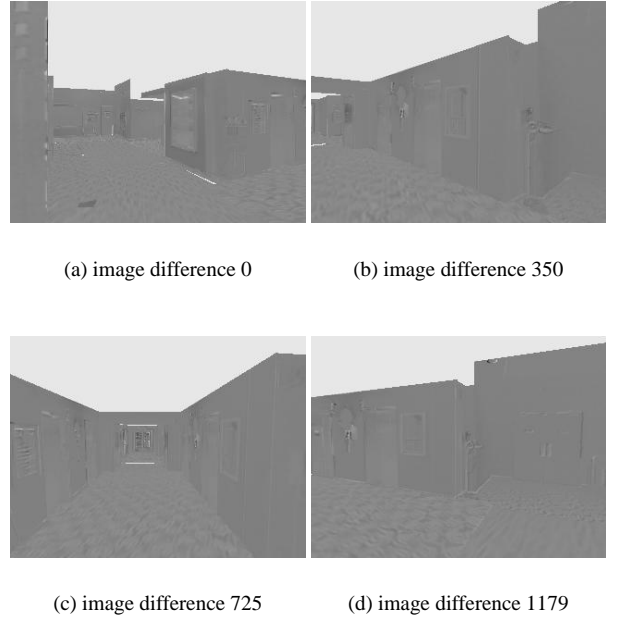 (a) image difference 0
(b) image difference 350
(c) image difference 725
(d) image difference 1179